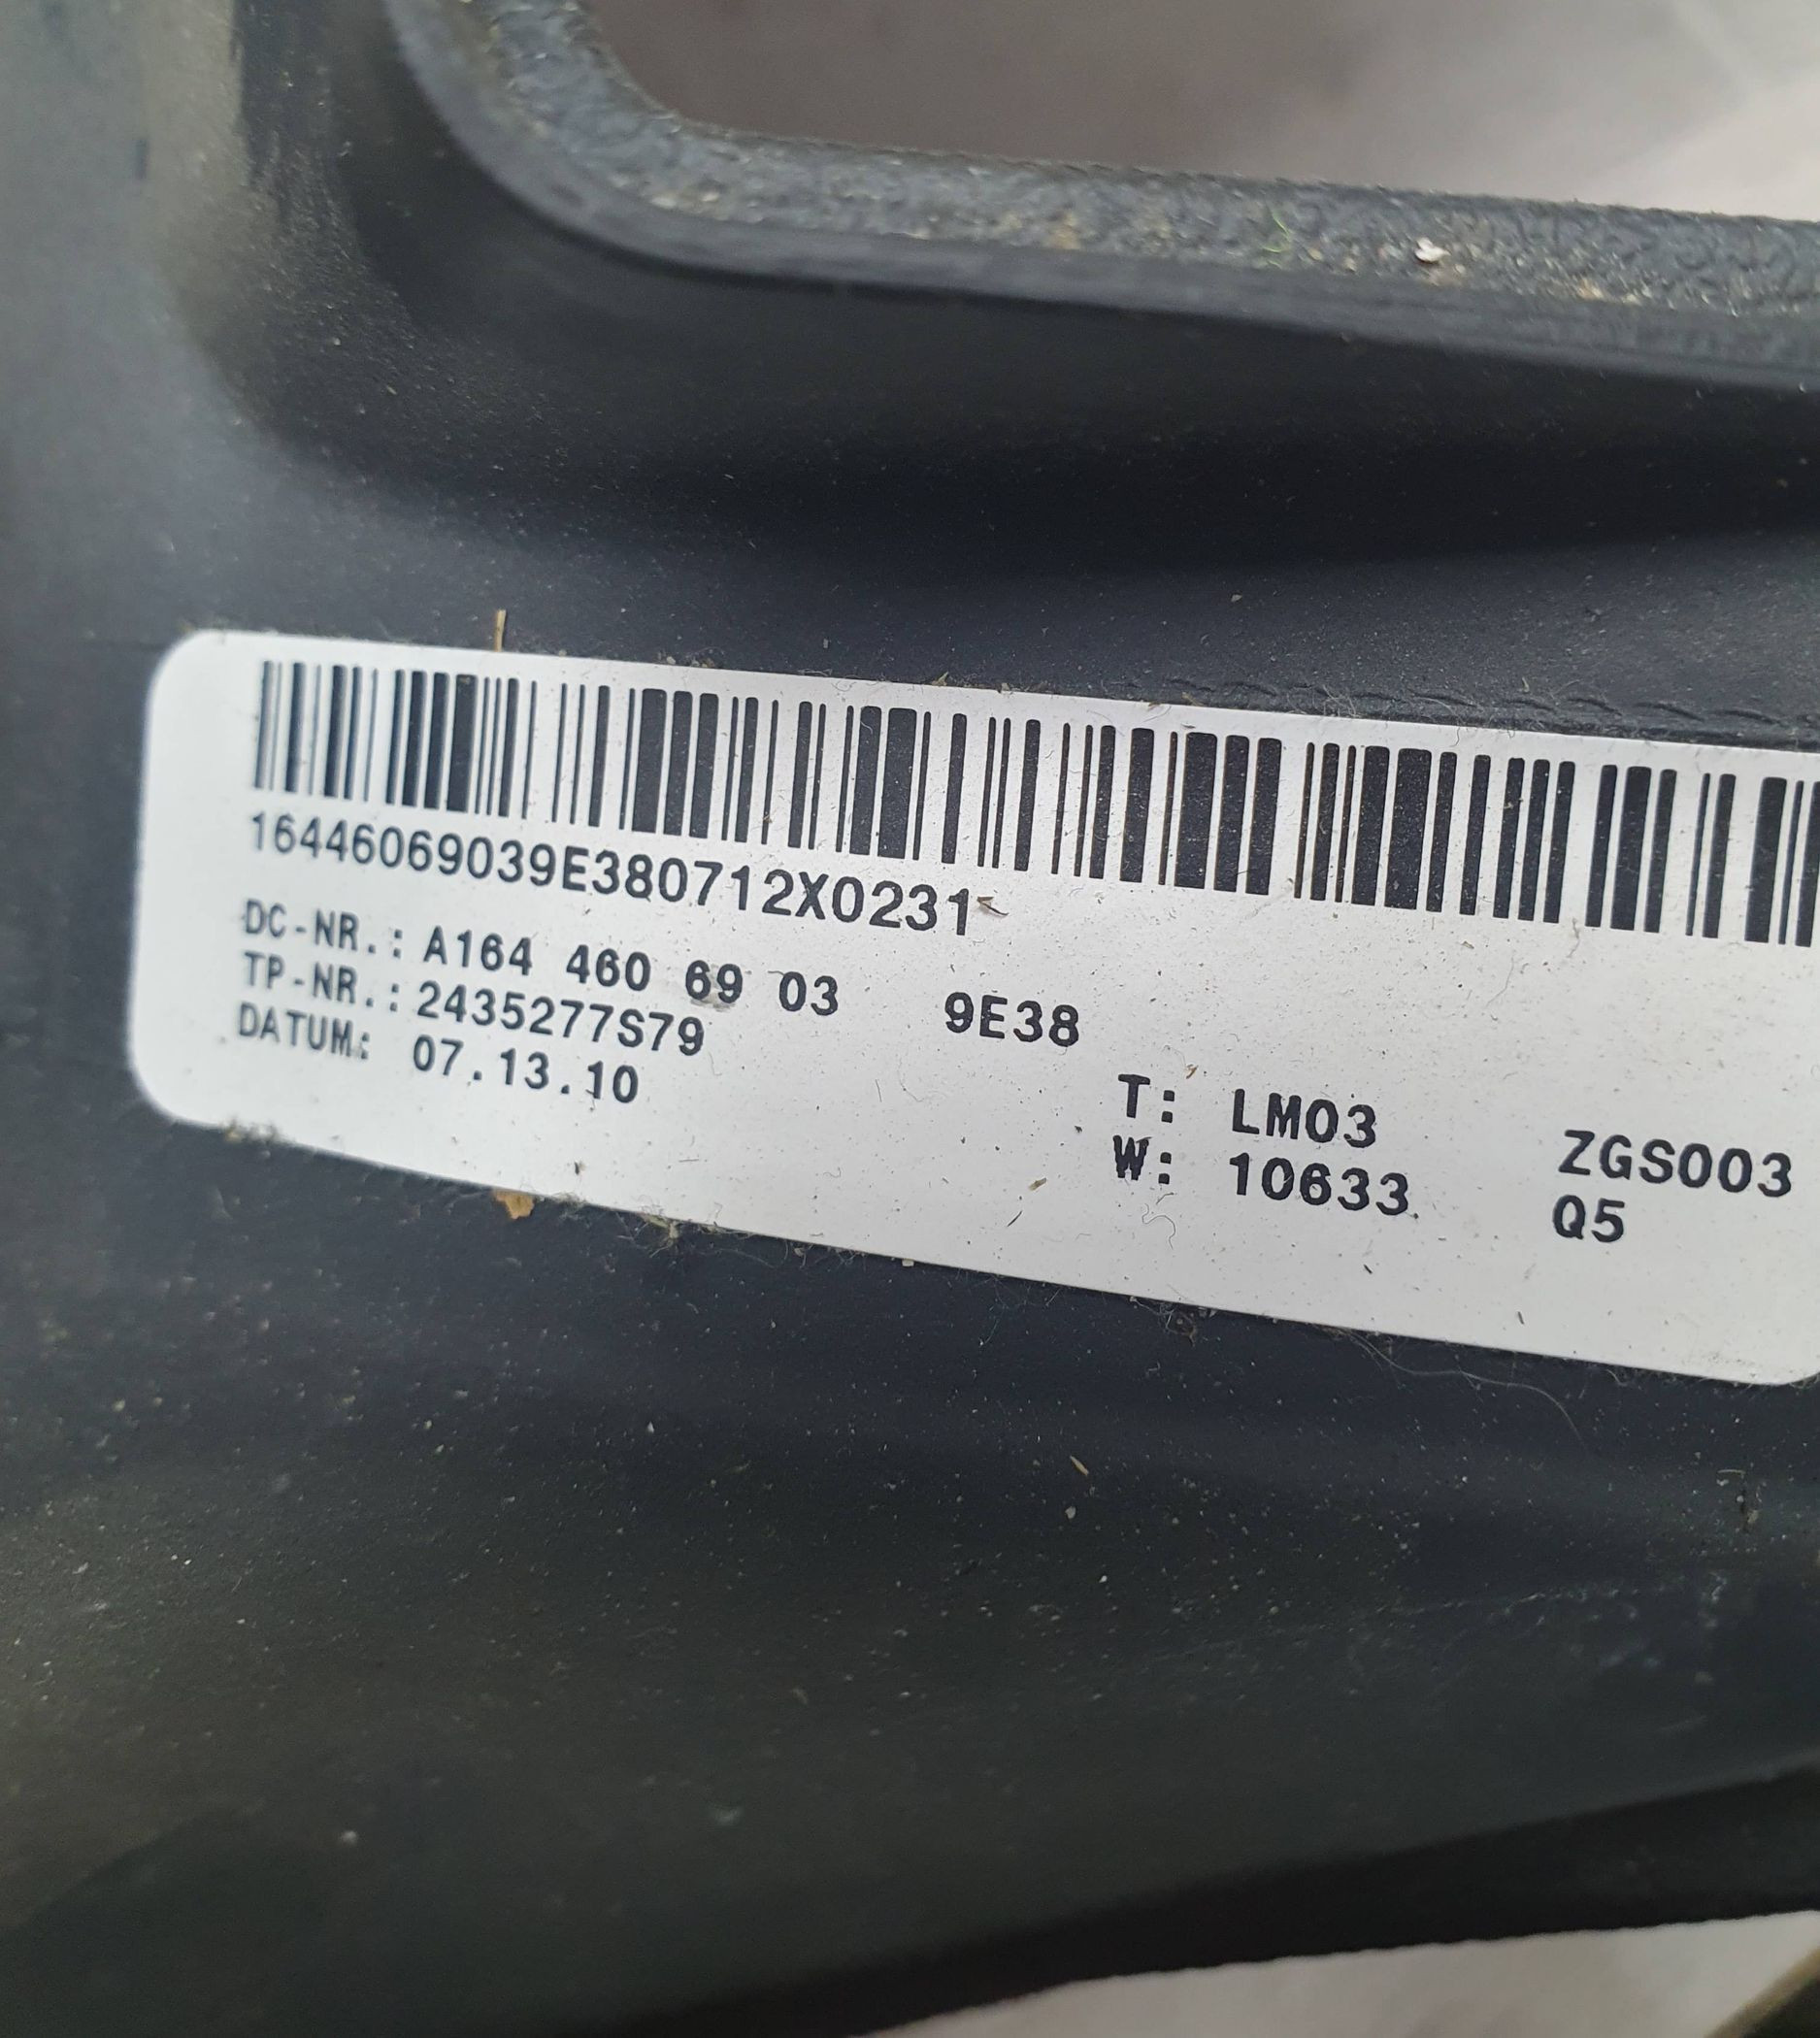 16446069039E380712X0231
DC-NR.: A164 460 69 03 9E38
TP-NR.: 2435277S79
DATUM: 07.13.10
T: LM03 ZGS003
W: 10633 Q5